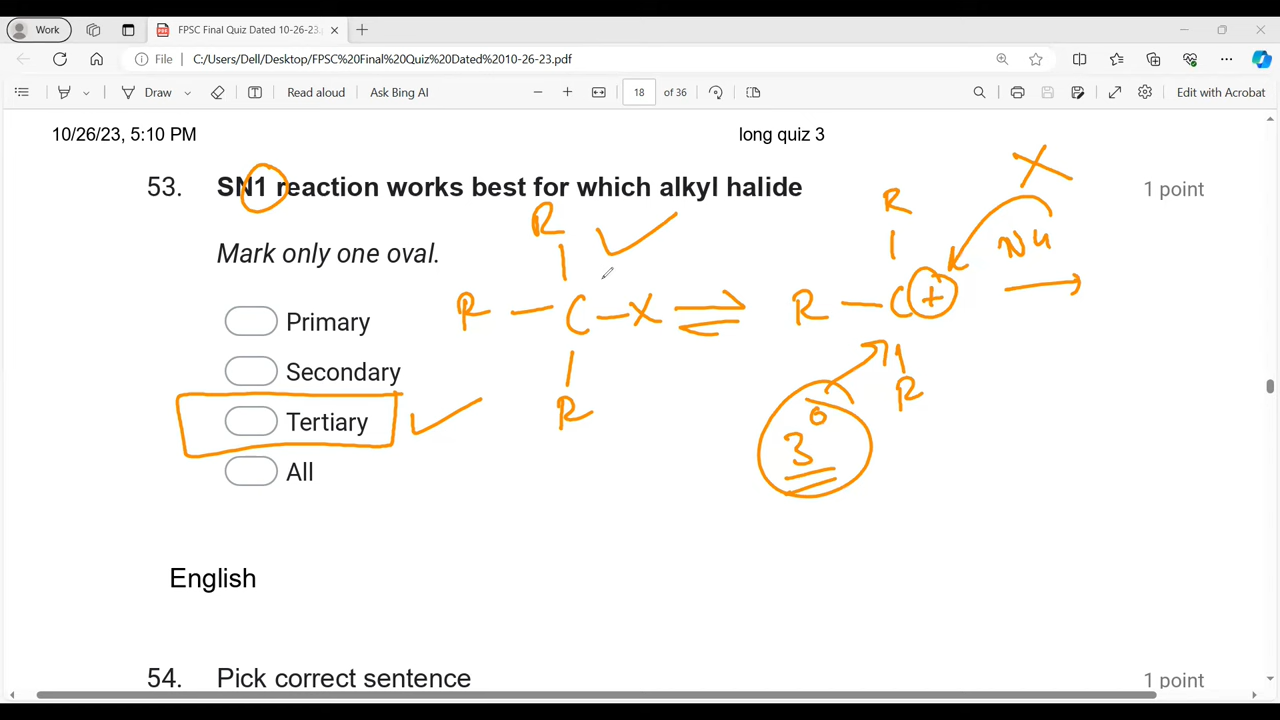 Work
FPSC Final Quiz Dated 10-26-23.
File C:/Users/Dell/Desktop/FPSC%20Final%20Quiz%20Dated%2010-26-23.pdf
Draw Read aloud Ask Bing AI 18 of 36 Edit with Acrobat
10/26/23, 5:10 PM long quiz 3
53. SN1 reaction works best for which alkyl halide 1 point
Mark only one oval.
Primary
Secondary
Tertiary
All
R
R — C — X
R
R
R — C +
R
Nu
X
3°
English
54. Pick correct sentence 1 point